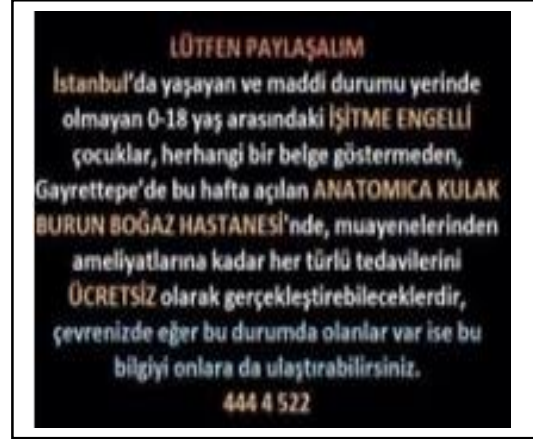 LÜTFEN PAYLAŞALIM
İstanbul'da yaşayan ve maddi durumu yerinde
olmayan 0-18 yaş arasındaki İŞİTME ENGELLİ
çocuklar, herhangi bir belge göstermeden,
Gayrettepe'de bu hafta açılan ANATOMICA KULAK
BURUN BOĞAZ HASTANESİ'nde, muayenelerinden
ameliyatlarına kadar her türlü tedavilerini
ÜCRETSİZ olarak gerçekleştirebileceklerdir,
çevrenizde eğer bu durumda olanlar var ise bu
bilgiyi onlara da ulaştırabilirsiniz.
444 4 522